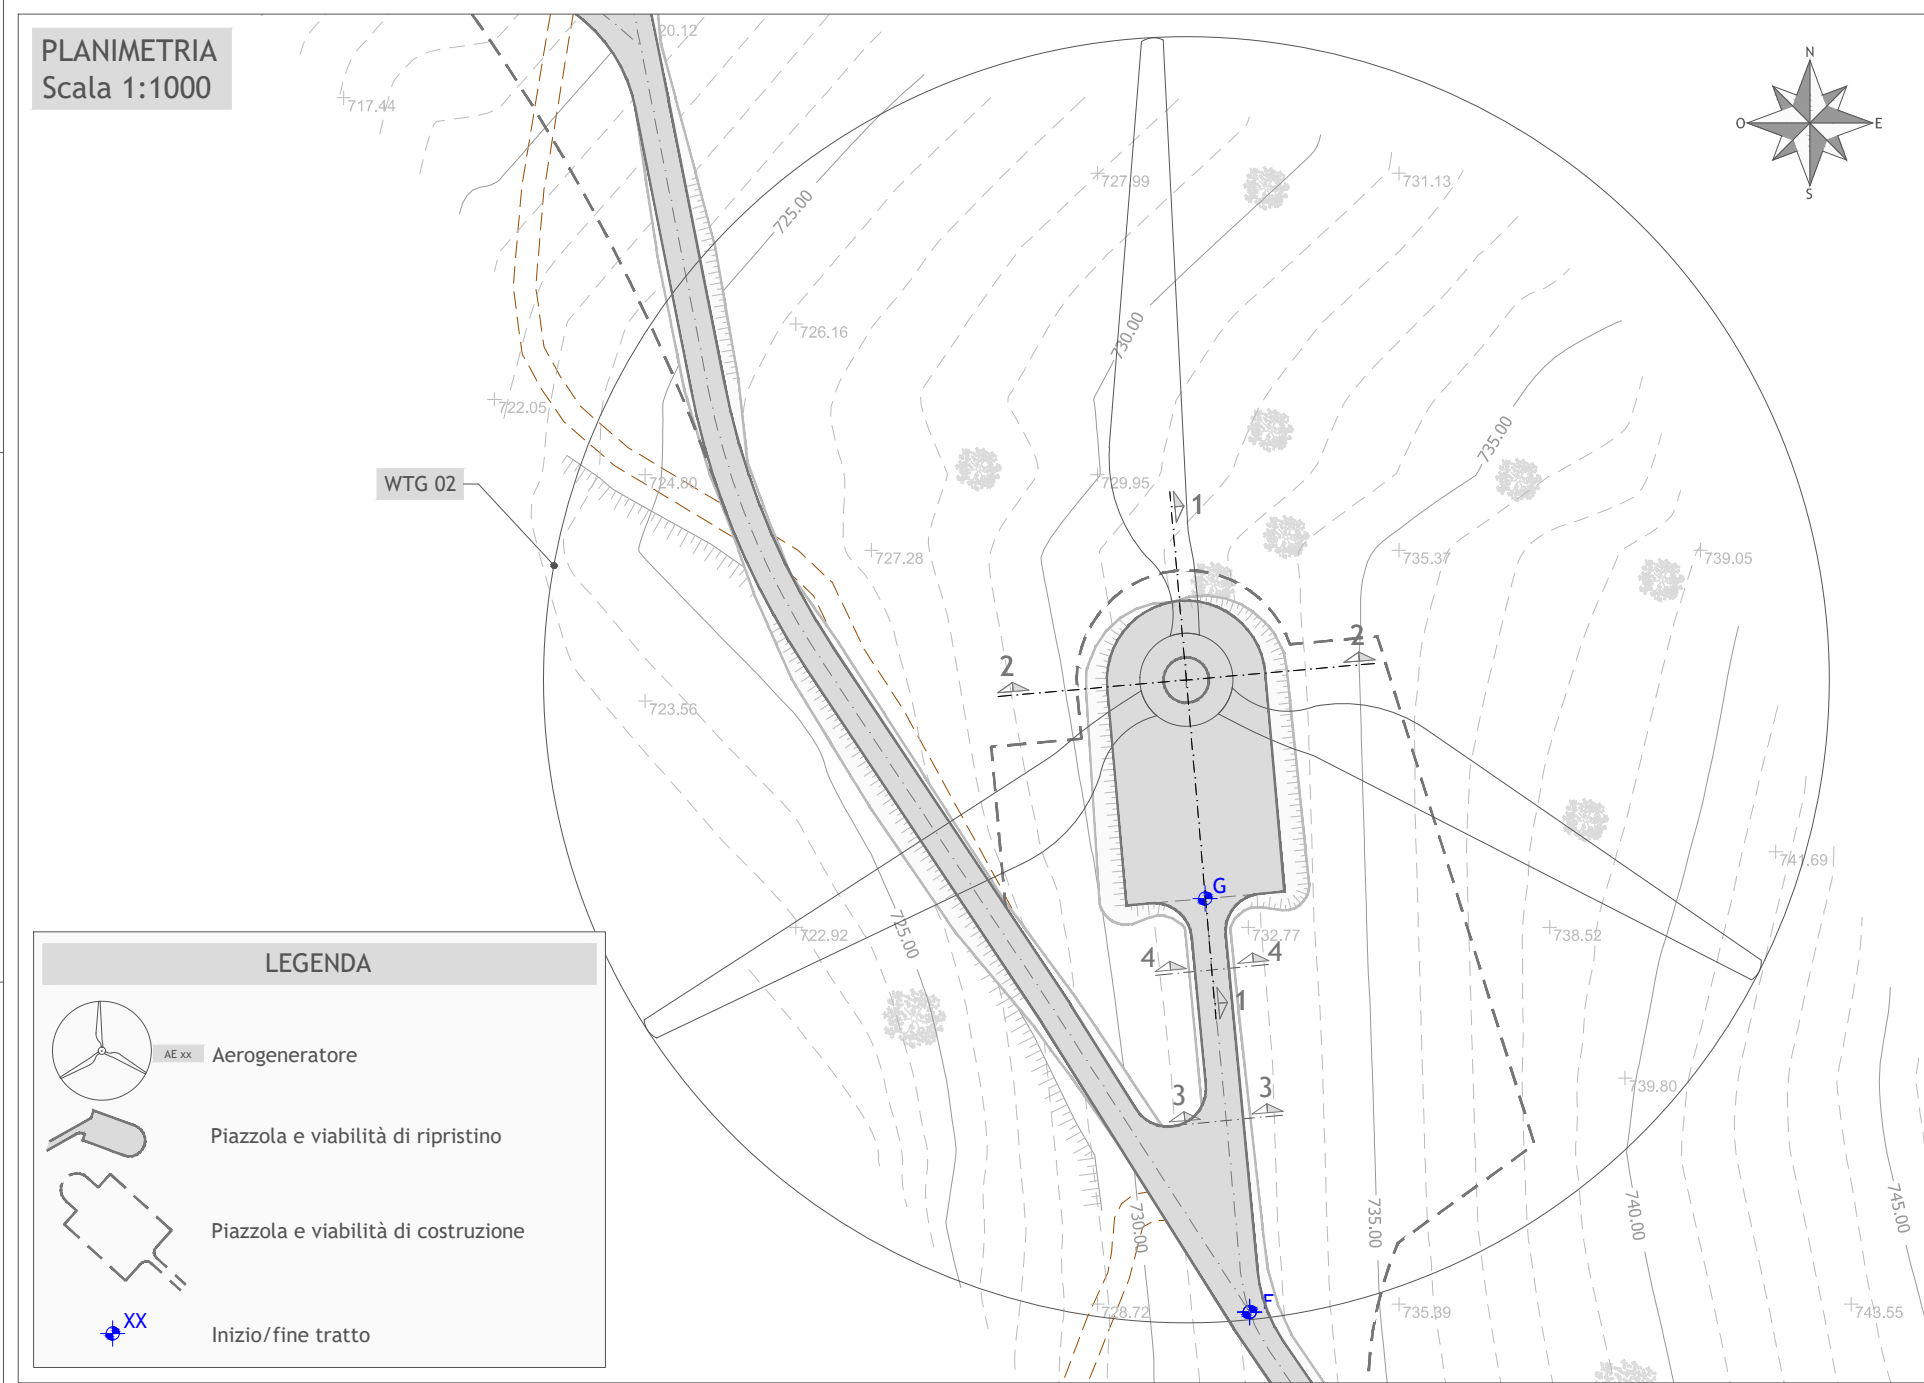 PLANIMETRIA
Scala 1:1000
20.12
717.44
N
O
E
S
727.99
731.13
725.00
726.16
730.00
722.05
735.00
WTG 02
724.80
729.95
1
727.28
735.37
739.05
2
2
723.56
741.69
G
722.92
725.00
732.77
738.52
4
4
1
739.80
3
3
730.00
735.00
740.00
745.00
F
728.72
735.39
743.55
LEGENDA
AE xx
Aerogeneratore
Piazzola e viabilità di ripristino
Piazzola e viabilità di costruzione
XX
Inizio/fine tratto